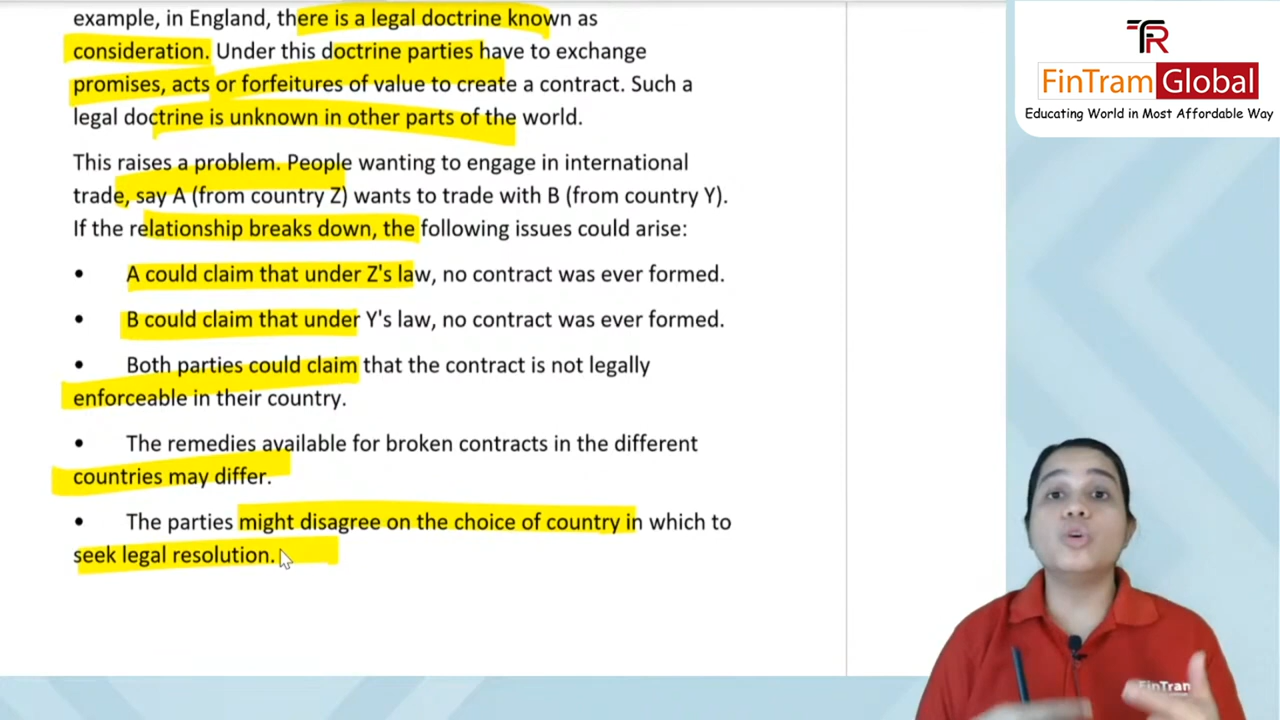 example, in England, there is a legal doctrine known as
consideration. Under this doctrine parties have to exchange
promises, acts or forfeitures of value to create a contract. Such a
legal doctrine is unknown in other parts of the world.
This raises a problem. People wanting to engage in international
trade, say A (from country Z) wants to trade with B (from country Y).
If the relationship breaks down, the following issues could arise:
• A could claim that under Z's law, no contract was ever formed.
• B could claim that under Y's law, no contract was ever formed.
• Both parties could claim that the contract is not legally
enforceable in their country.
• The remedies available for broken contracts in the different
countries may differ.
• The parties might disagree on the choice of country in which to
seek legal resolution.
TR
FinTram Global
Educating World in Most Affordable Way
FinTran